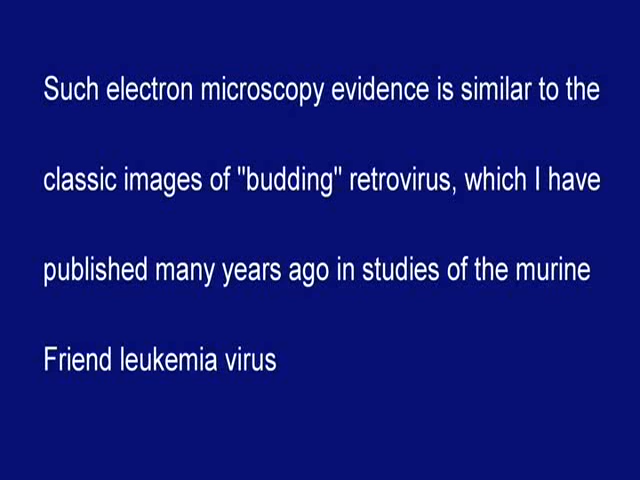 Such electron microscopy evidence is similar to the
classic images of "budding" retrovirus, which I have
published many years ago in studies of the murine
Friend leukemia virus